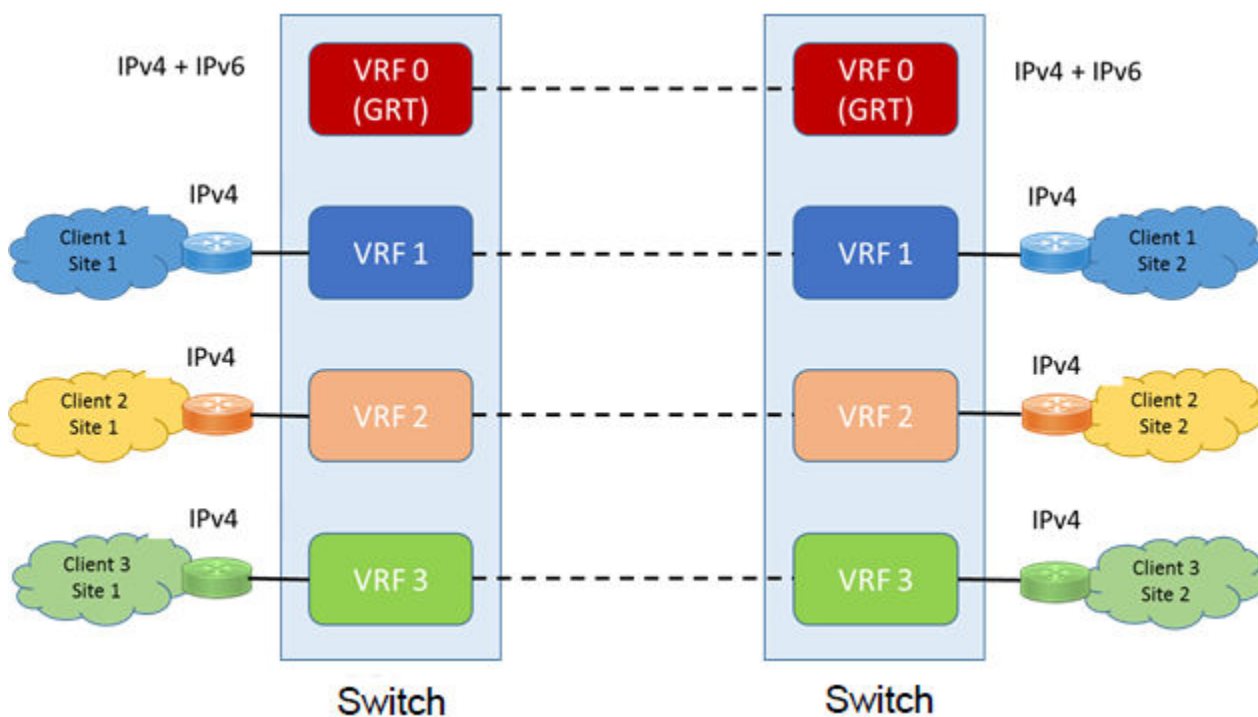 IPv4 + IPv6
VRF 0
(GRT)
VRF 0
(GRT)
IPv4 + IPv6
IPv4
IPv4
Client 1
Site 1
VRF 1
VRF 1
Client 1
Site 2
IPv4
IPv4
Client 2
Site 1
VRF 2
VRF 2
Client 2
Site 2
IPv4
IPv4
Client 3
Site 1
VRF 3
VRF 3
Client 3
Site 2
Switch
Switch